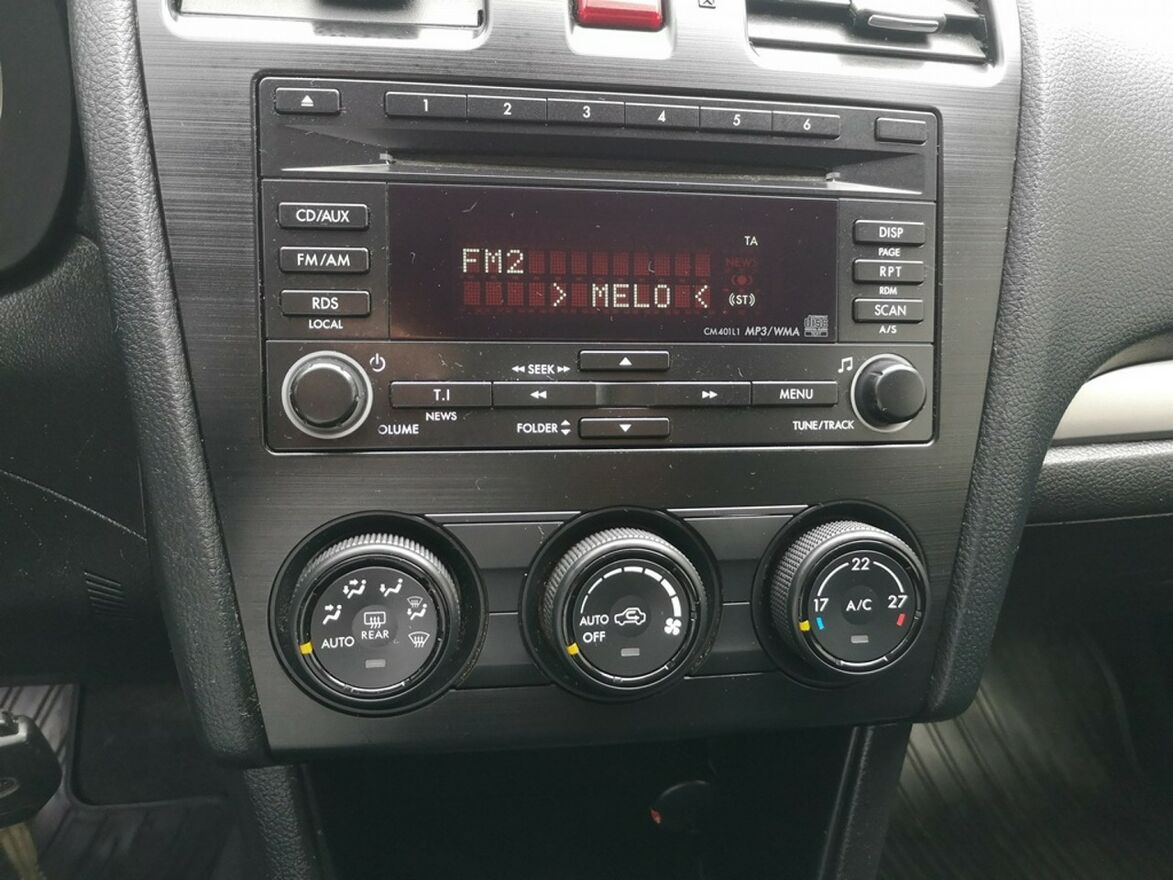 1 2 3 4 5 6
CD/AUX
FM/AM
RDS
LOCAL
TA
FM2
NEWS
> MELO <
(ST)
CM401L1 MP3/WMA
DISP
PAGE
RPT
RDM
SCAN
A/S
SEEK
T.I
NEWS
MENU
OLUME
FOLDER
TUNE/TRACK
REAR
AUTO
AUTO
OFF
22
17 A/C 27